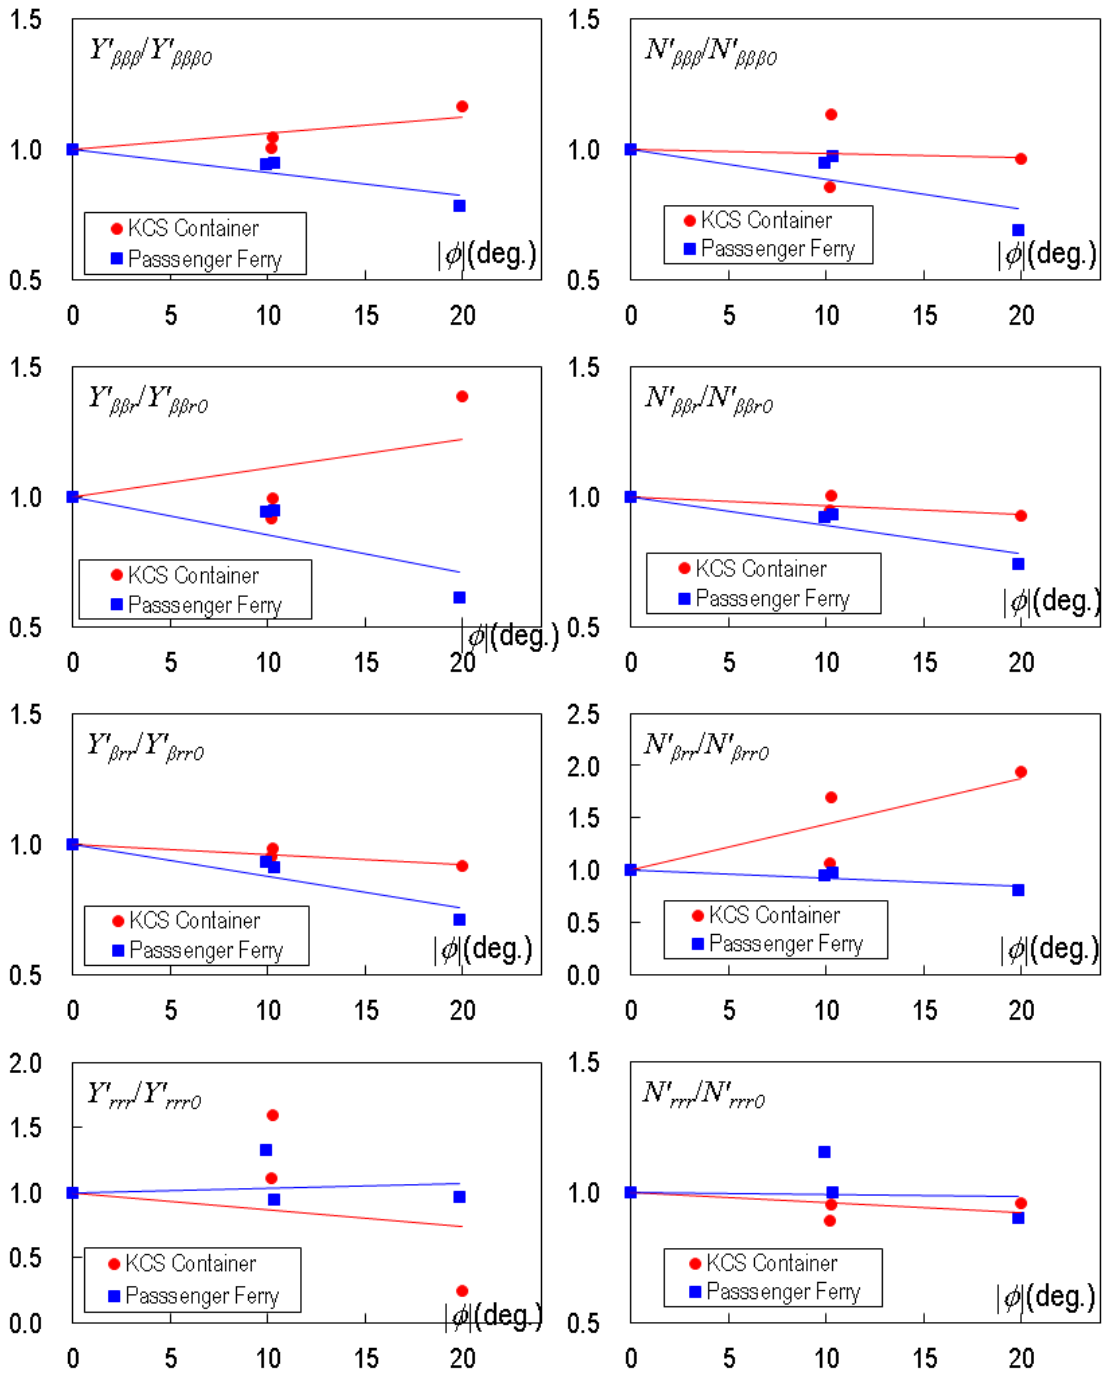 1.5
Y'βββ/Y'βββ0
1.0
KCS Container
Passsenger Ferry
|ϕ|(deg.)
0.5
0 5 10 15 20
1.5
N'βββ/N'βββ0
1.0
KCS Container
Passsenger Ferry
|ϕ|(deg.)
0.5
0 5 10 15 20
1.5
Y'ββr/Y'ββr0
1.0
KCS Container
Passsenger Ferry
0.5
|ϕ|(deg.)
0 5 10 15 20
1.5
N'ββr/N'ββr0
1.0
KCS Container
Passsenger Ferry
|ϕ|(deg.)
0.5
0 5 10 15 20
1.5
Y'βrr/Y'βrr0
1.0
KCS Container
Passsenger Ferry
|ϕ|(deg.)
0.5
0 5 10 15 20
2.5
N'βrr/N'βrr0
2.0
1.5
1.0
KCS Container
Passsenger Ferry
|ϕ|(deg.)
0.5
0.0
0 5 10 15 20
2.0
Y'rrr/Y'rrr0
1.5
1.0
KCS Container
0.5
Passsenger Ferry
|ϕ|(deg.)
0.0
0 5 10 15 20
1.5
N'rrr/N'rrr0
1.0
KCS Container
Passsenger Ferry
|ϕ|(deg.)
0.5
0 5 10 15 20